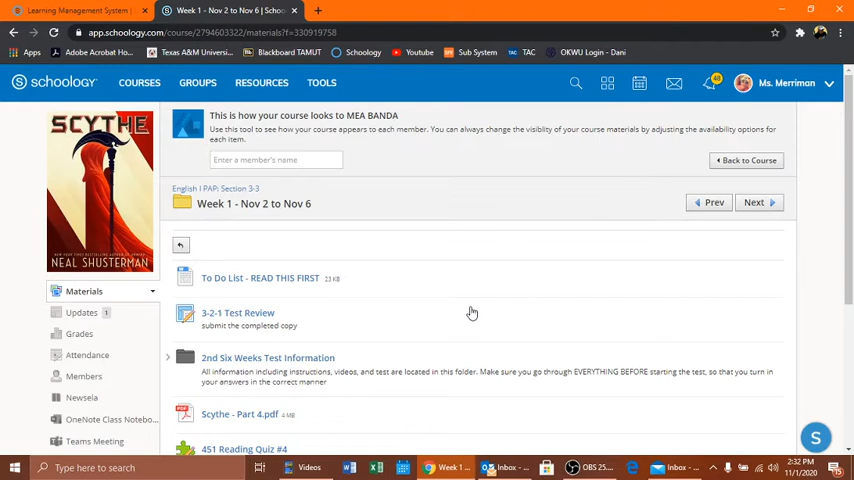 Learning Management System |
Week 1 - Nov 2 to Nov 6 | Schoo
app.schoology.com/course/2794603322/materials?f=330919758
Apps
Adobe Acrobat Ho...
Texas A&M Universi...
Blackboard TAMUT
Schoology
Youtube
Sub System
TAC
OKWU Login - Dani
S schoology
COURSES
GROUPS
RESOURCES
TOOLS
48
Ms. Merriman
SCYTHE
NEAL SHUSTERMAN
This is how your course looks to MEA BANDA
Use this tool to see how your course appears to each member. You can always change the visiblity of your course materials by adjusting the availability options for
each item.
Enter a member's name
Back to Course
English I PAP: Section 3-3
Week 1 - Nov 2 to Nov 6
Prev
Next
Materials
Updates 1
Grades
Attendance
Members
Newsela
OneNote Class Notebo...
Teams Meeting
To Do List - READ THIS FIRST 23 KB
3-2-1 Test Review
submit the completed copy
2nd Six Weeks Test Information
All information including instructions, videos, and test are located in this folder. Make sure you go through EVERYTHING BEFORE starting the test, so that you turn in
your answers in the correct manner
Scythe - Part 4.pdf 4 MB
451 Reading Quiz #4
S
Type here to search
Videos
Week 1 ...
Inbox - ...
OBS 25....
Inbox - ...
2:32 PM
11/1/2020
15